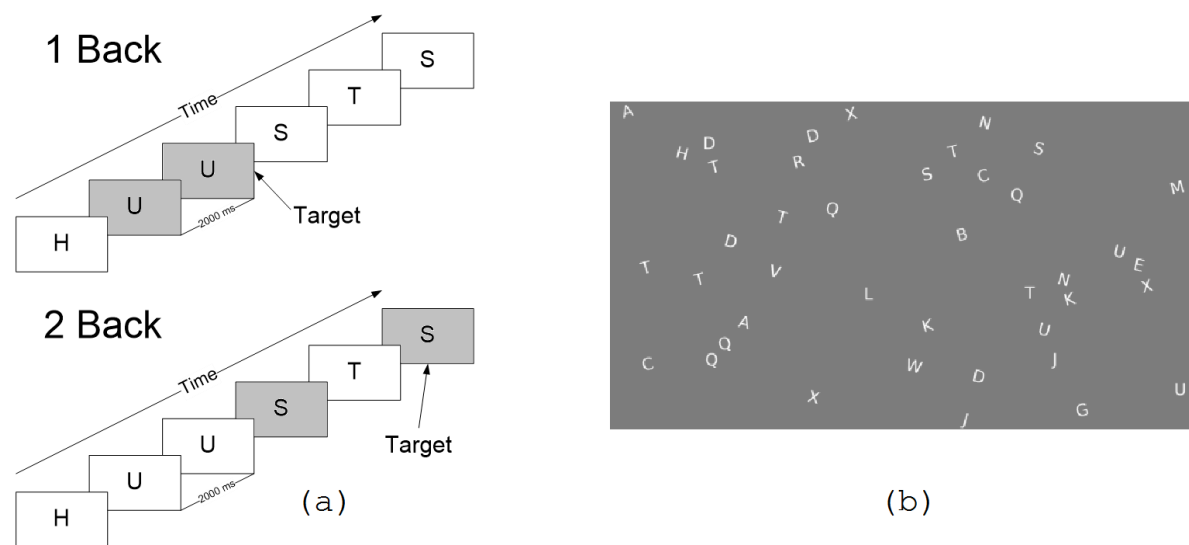 1 Back
Time
H
U
U
S
T
S
2000 ms
Target
2 Back
Time
H
U
U
S
T
S
2000 ms
Target
(a)
A X N
H D D T S
T R S C Q M
T Q
D B U E
T T V N X
L T K
A K U
Q
C Q W D J
X U
J G
(b)